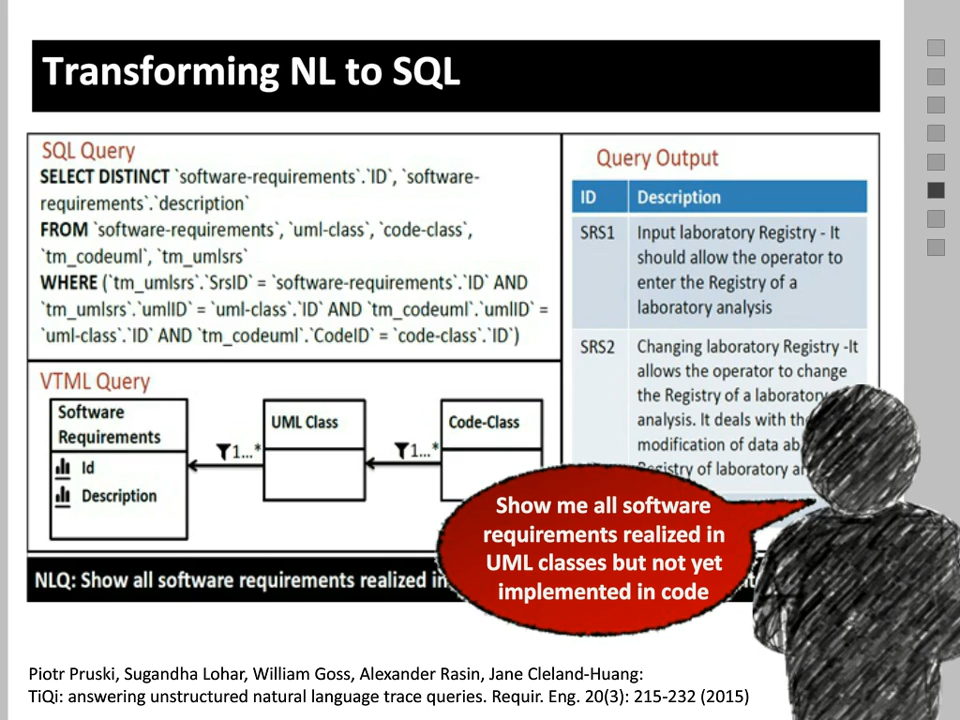 Transforming NL to SQL
SQL Query
SELECT DISTINCT `software-requirements`.`ID`, `software-
requirements`.`description`
FROM `software-requirements`, `uml-class`, `code-class`,
`tm_codeuml`, `tm_umlsrs`
WHERE (`tm_umlsrs`.`SrsID` = `software-requirements`.`ID` AND
`tm_umlsrs`.`umlID` = `uml-class`.`ID` AND `tm_codeuml`.`umlID` =
`uml-class`.`ID` AND `tm_codeuml`.`CodeID` = `code-class`.`ID`)
VTML Query
Software
Requirements
Id
Description
1...*
UML Class
1...*
Code-Class
Query Output
ID Description
SRS1 Input laboratory Registry - It
should allow the operator to
enter the Registry of a
laboratory analysis
SRS2 Changing laboratory Registry -It
allows the operator to change
the Registry of a laboratory
analysis. It deals with the
modification of data
Registry of laboratory
Show me all software
requirements realized in
UML classes but not yet
implemented in code
NLQ: Show all software requirements realized in
Piotr Pruski, Sugandha Lohar, William Goss, Alexander Rasin, Jane Cleland-Huang:
TiQi: answering unstructured natural language trace queries. Requir. Eng. 20(3): 215-232 (2015)